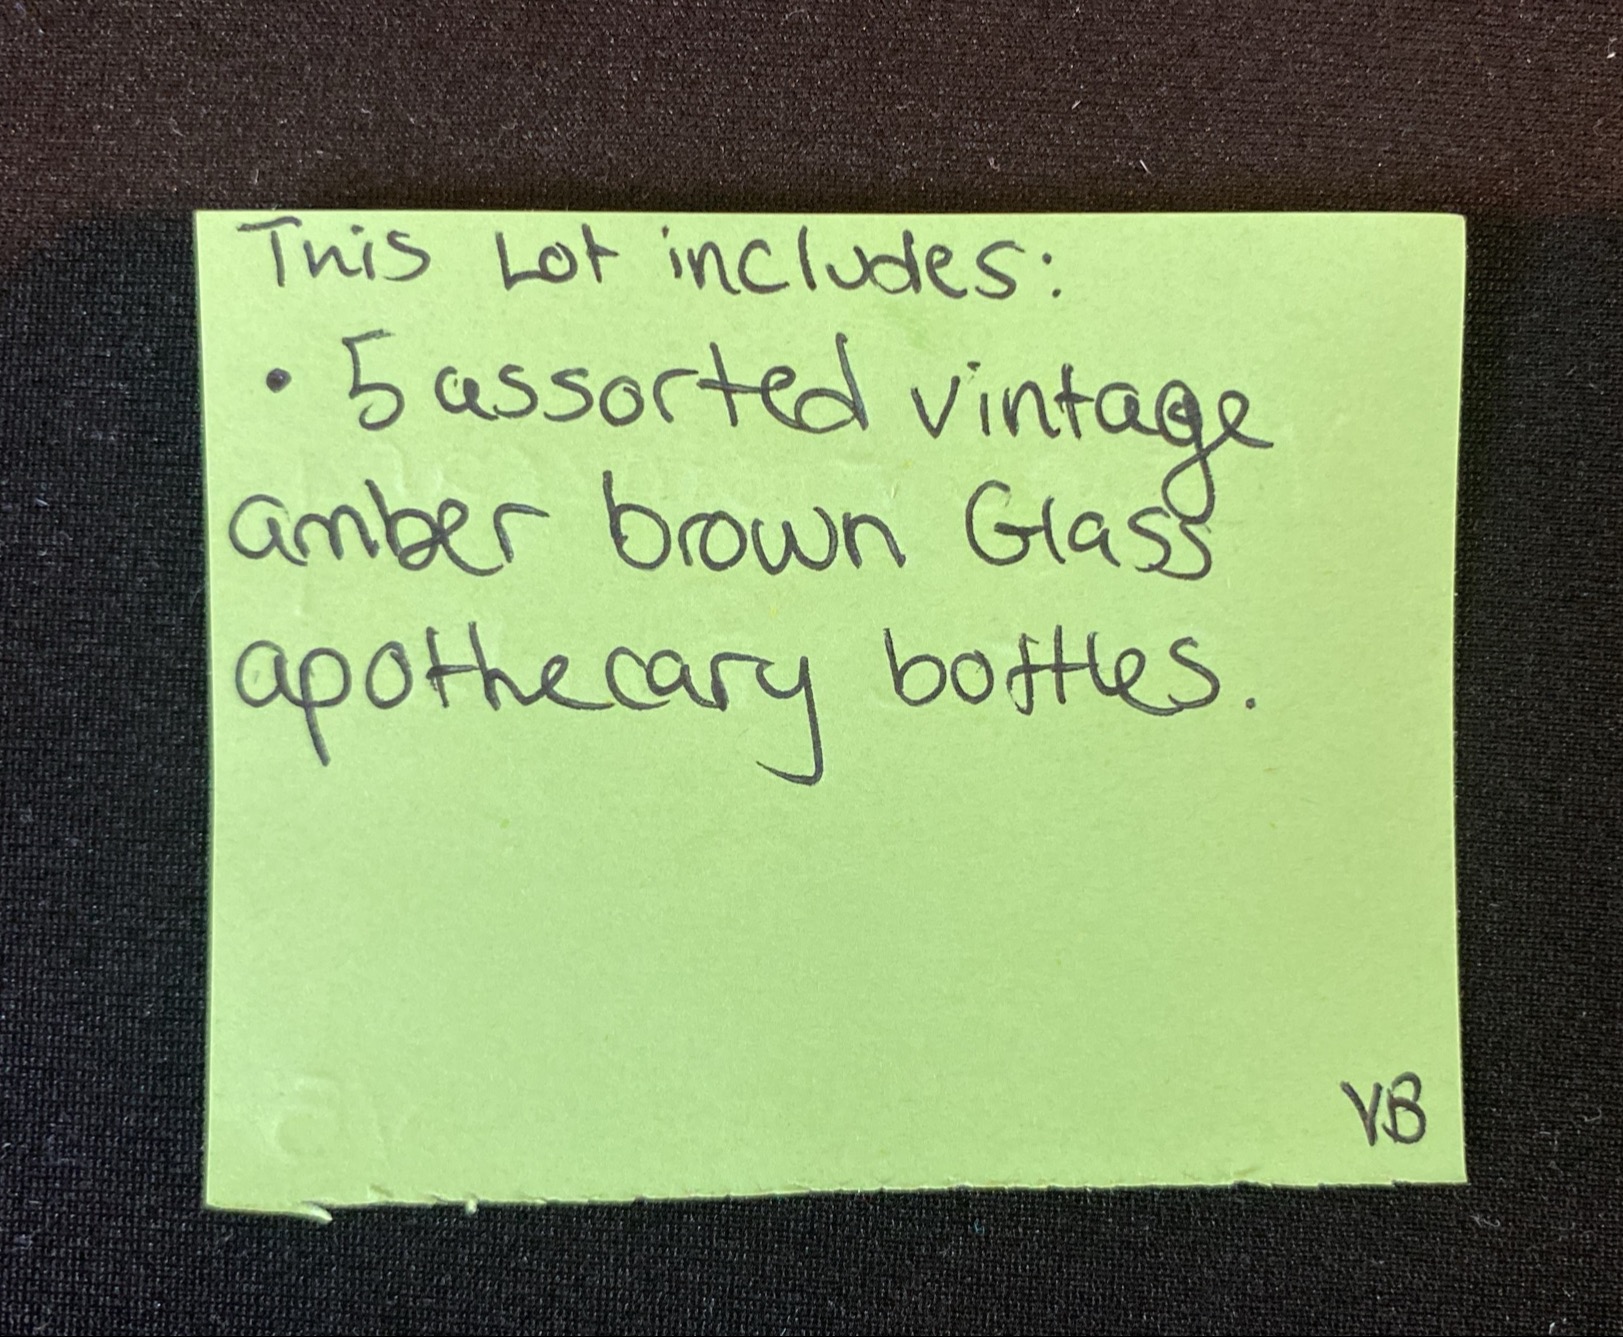 This Lot includes:
• 5 assorted vintage
amber brown Glass
apothecary bottles.
VB